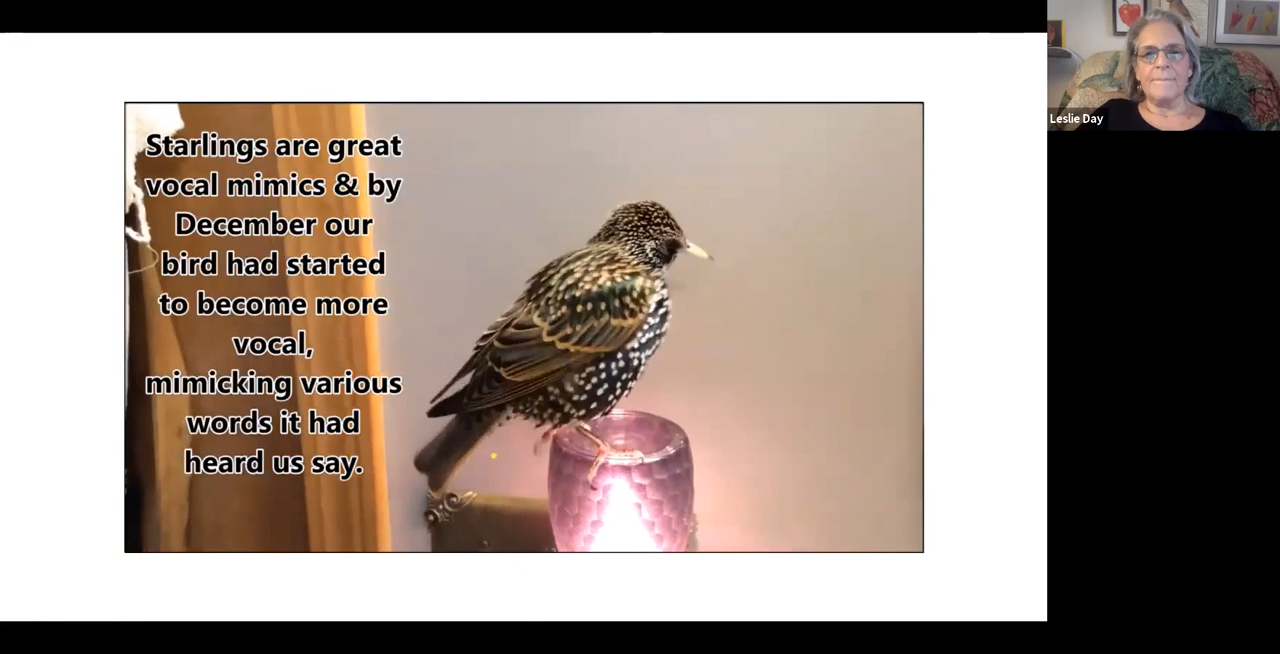 Starlings are great
vocal mimics & by
December our
bird had started
to become more
vocal,
mimicking various
words it had
heard us say.
Leslie Day